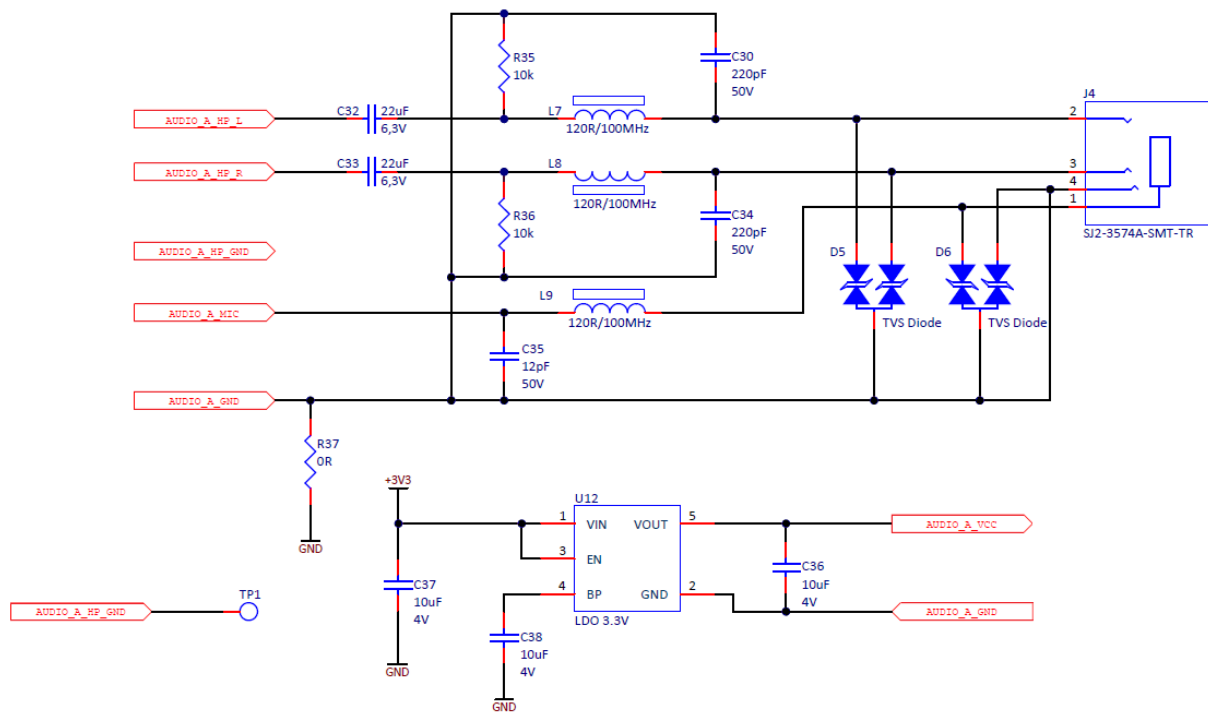 R35
10k
C30
220pF
50V
J4
AUDIO_A_HP_L
C32
22uF
6,3V
L7
120R/100MHz
2
AUDIO_A_HP_R
C33
22uF
6,3V
L8
120R/100MHz
3
4
1
R36
10k
C34
220pF
50V
SJ2-3574A-SMT-TR
AUDIO_A_HP_GND
D5
D6
L9
120R/100MHz
TVS Diode
TVS Diode
AUDIO_A_MIC
C35
12pF
50V
AUDIO_A_GND
R37
0R
GND
+3V3
U12
1
VIN
VOUT
5
AUDIO_A_VCC
3
EN
C37
10uF
4V
4
BP
GND
2
C36
10uF
4V
AUDIO_A_GND
LDO 3.3V
C38
10uF
4V
GND
GND
AUDIO_A_HP_GND
TP1